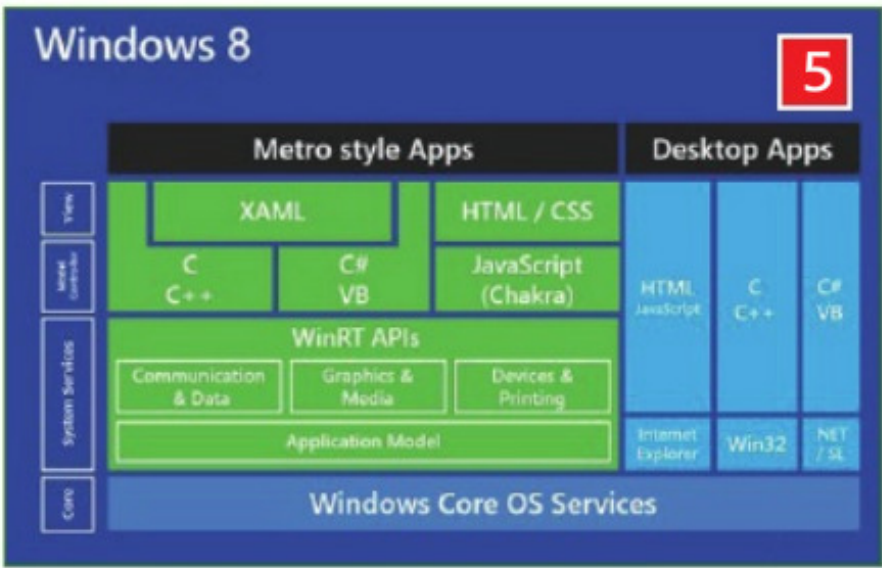 Windows 8
5
Metro style Apps
Desktop Apps
View
XAML
HTML / CSS
Model
Controller
C
C++
C#
VB
JavaScript
(Chakra)
HTML
JavaScript
C
C++
C#
VB
System Services
WinRT APIs
Communication
& Data
Graphics &
Media
Devices &
Printing
Application Model
Internet
Explorer
Win32
.NET
/ SL
Core
Windows Core OS Services